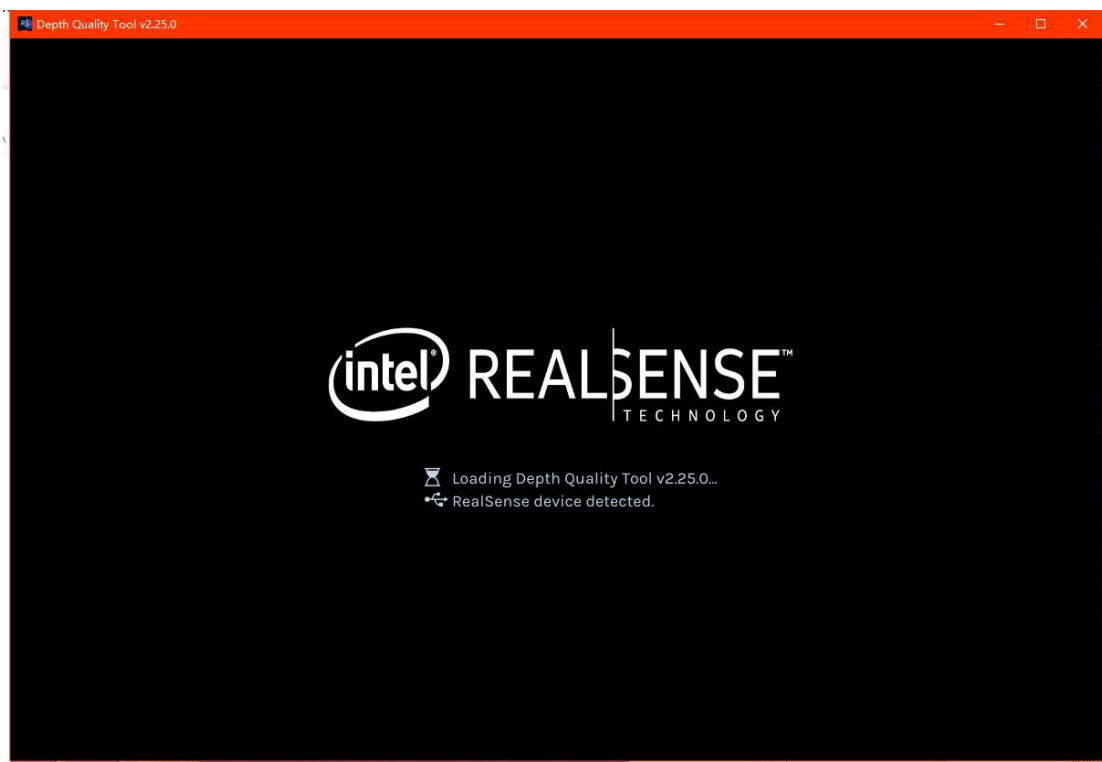 Depth Quality Tool v2.25.0
intel® REALSENSE™
TECHNOLOGY
Loading Depth Quality Tool v2.25.0...
RealSense device detected.